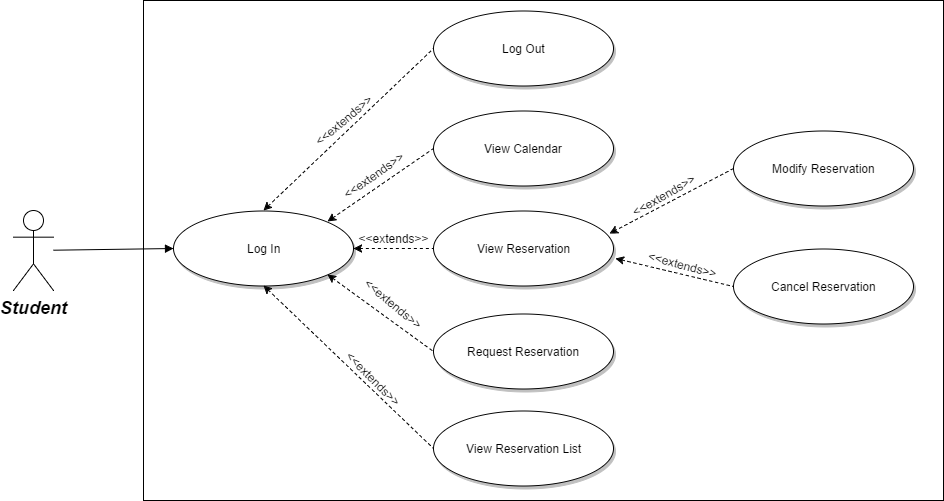 Log Out
<<extends>>
View Calendar
<<extends>>
Modify Reservation
<<extends>>
Log In
<<extends>>
View Reservation
<<extends>>
Cancel Reservation
Student
<<extends>>
Request Reservation
<<extends>>
View Reservation List